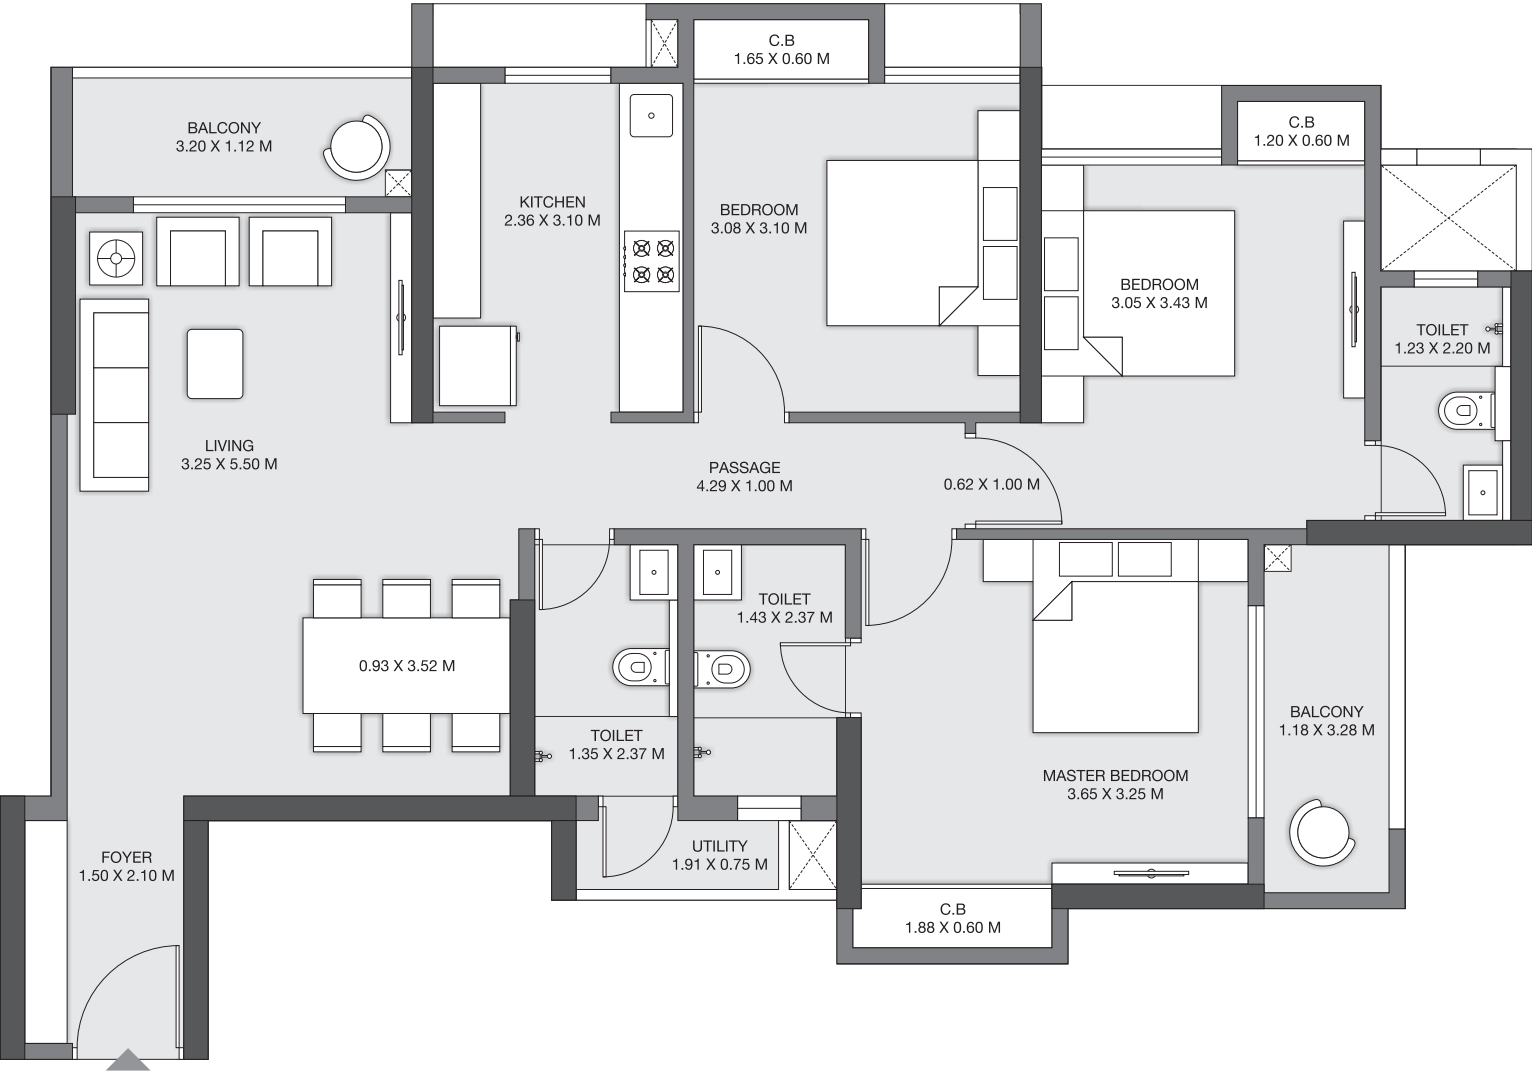 C.B
1.65 X 0.60 M
BALCONY
3.20 X 1.12 M
C.B
1.20 X 0.60 M
KITCHEN
2.36 X 3.10 M
BEDROOM
3.08 X 3.10 M
BEDROOM
3.05 X 3.43 M
TOILET
1.23 X 2.20 M
LIVING
3.25 X 5.50 M
PASSAGE
4.29 X 1.00 M
0.62 X 1.00 M
TOILET
1.43 X 2.37 M
0.93 X 3.52 M
TOILET
1.35 X 2.37 M
BALCONY
1.18 X 3.28 M
MASTER BEDROOM
3.65 X 3.25 M
UTILITY
1.91 X 0.75 M
FOYER
1.50 X 2.10 M
C.B
1.88 X 0.60 M